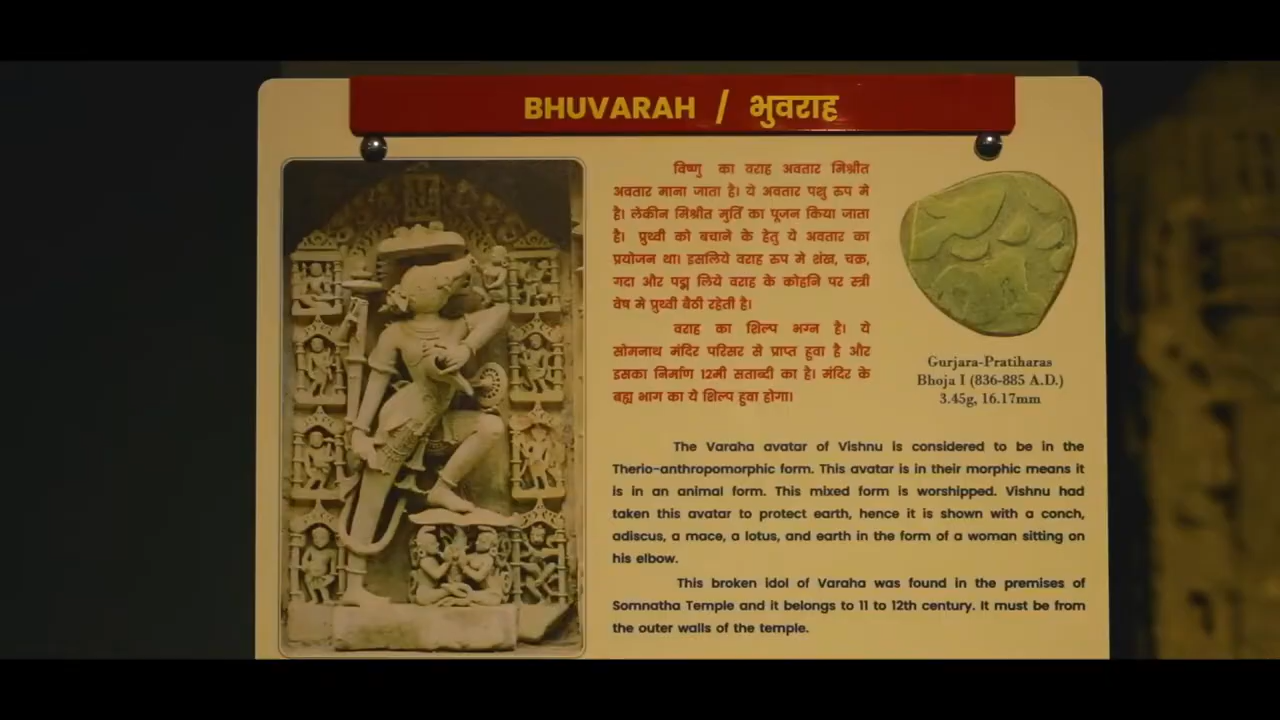 BHUVARAH / भुवराह
विष्णु का वराह अवतार मिश्रीत
अवतार माना जाता है। ये अवतार पशु रुप मे
है। लेकीन मिश्रीत मुर्ति का पूजन किया जाता
है। प्रुथ्वी को बचाने के हेतु ये अवतार का
प्रयोजन था। इसलिये वराह रुप मे शंख, चक्र,
गदा और पद्म लिये वराह के कोहनि पर स्त्री
वेष मे प्रुथ्वी बैठी रहेती है।
वराह का शिल्प भग्न है। ये
सोमनाथ मंदिर परिसर से प्राप्त हुवा है और
इसका निर्माण 12मी सताब्दी का है। मंदिर के
बह्य भाग का ये शिल्प हुवा होगा।
Gurjara-Pratiharas
Bhoja I (836-885 A.D.)
3.45g, 16.17mm
The Varaha avatar of Vishnu is considered to be in the
Therio-anthropomorphic form. This avatar is in their morphic means it
is in an animal form. This mixed form is worshipped. Vishnu had
taken this avatar to protect earth, hence it is shown with a conch,
adiscus, a mace, a lotus, and earth in the form of a woman sitting on
his elbow.
This broken idol of Varaha was found in the premises of
Somnatha Temple and it belongs to 11 to 12th century. It must be from
the outer walls of the temple.